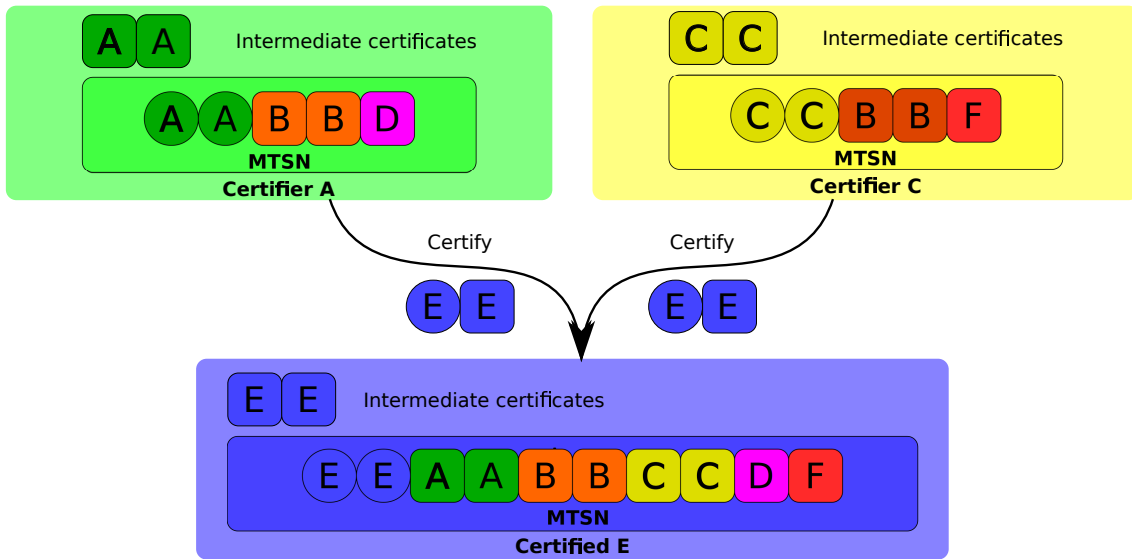 A A Intermediate certificates
A A B B D
MTSN
Certifier A
C C Intermediate certificates
C C B B F
MTSN
Certifier C
Certify
E E
Certify
E E
E E Intermediate certificates
E E A A B B C C D F
MTSN
Certified E